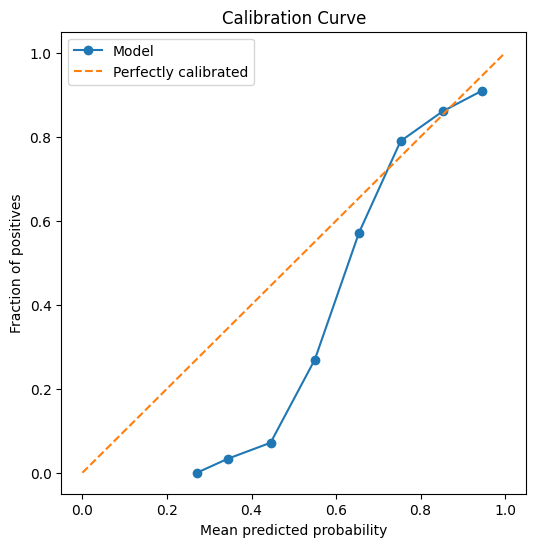 Calibration Curve
Model
Perfectly calibrated
Fraction of positives
1.0
0.8
0.6
0.4
0.2
0.0
0.0 0.2 0.4 0.6 0.8 1.0
Mean predicted probability